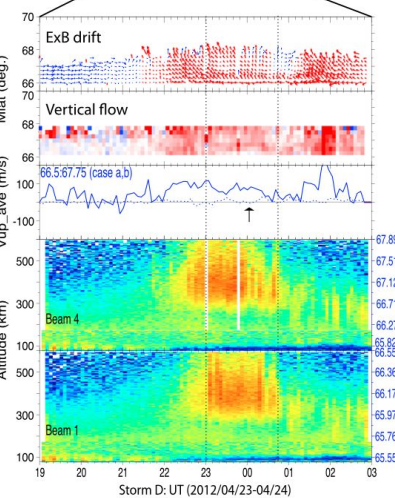 70
ExB drift
68
66
Mlat (deg.)
70
Vertical flow
68
66
66.5:67.75 (case a,b)
100
0
-100
Vup_ave (m/s)
67.89
67.51
500
67.12
300
66.71
66.27
Beam 4
100
65.82
66.55
500
66.36
66.17
300
65.97
Beam 1
65.76
100
65.55
Altitude (km)
19 20 21 22 23 00 01 02 03
Storm D: UT (2012/04/23-04/24)